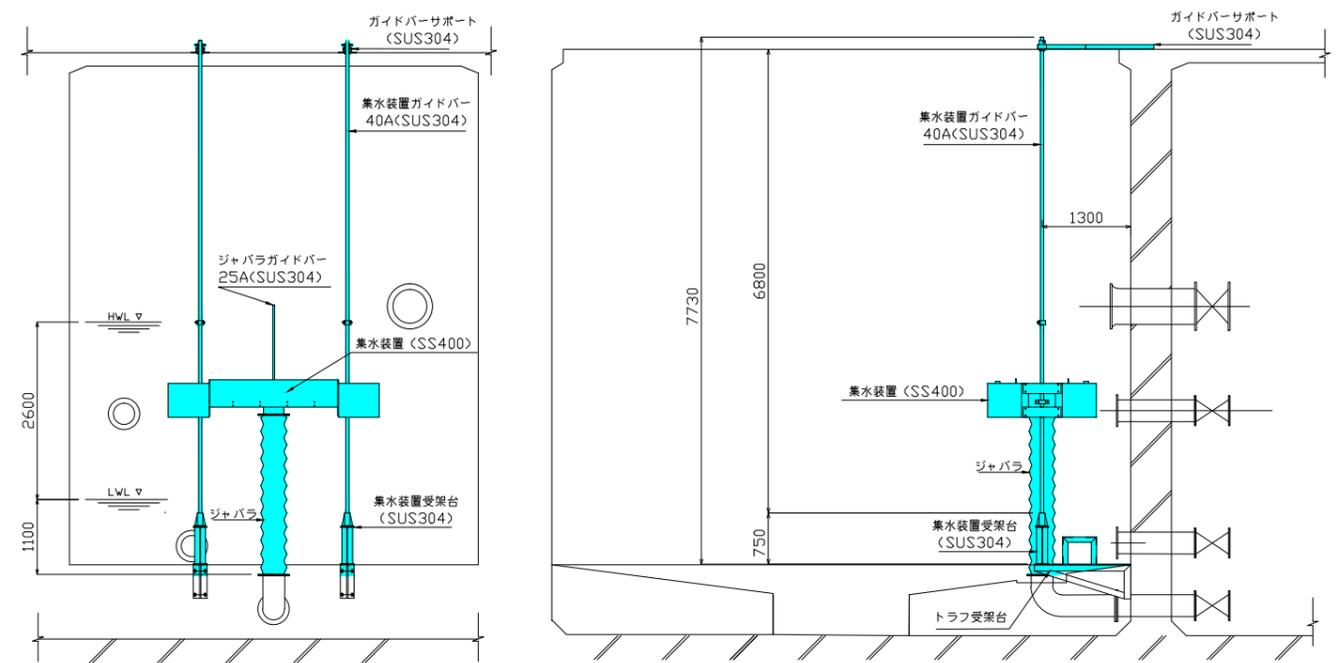 ガイドバーサポート
(SUS304)
集水装置ガイドバー
40A(SUS304)
ジャバラガイドバー
25A(SUS304)
HWL ▽
集水装置 (SS400)
2600
LWL ▽
1100
ジャバラ
集水装置受架台
(SUS304)
ガイドバーサポート
(SUS304)
集水装置ガイドバー
40A(SUS304)
1300
7730
6800
集水装置 (SS400)
ジャバラ
集水装置受架台
(SUS304)
750
トラフ受架台